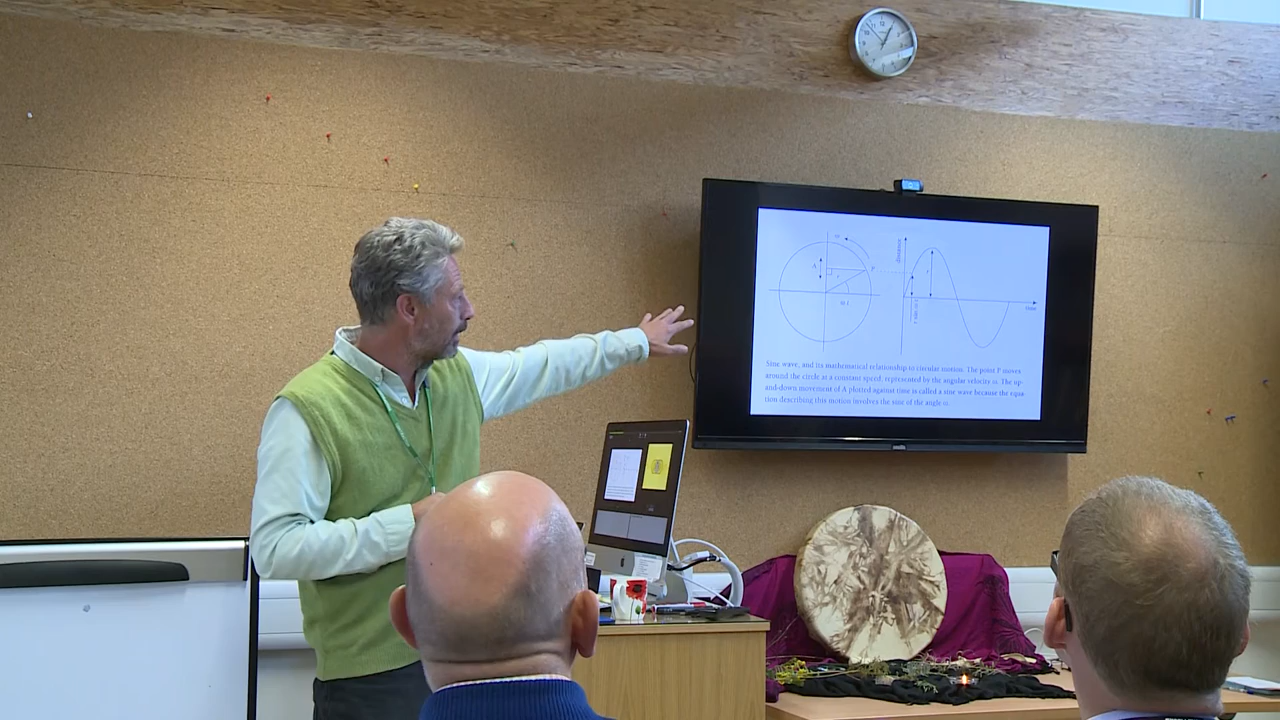 distance
A
P
r
r
ω t
time
Sine wave, and its mathematical relationship to circular motion. The point P moves
around the circle at a constant speed, represented by the angular velocity ω. The up-
and-down movement of A plotted against time is called a sine wave because the equa-
tion describing this motion involves the sine of the angle ω.